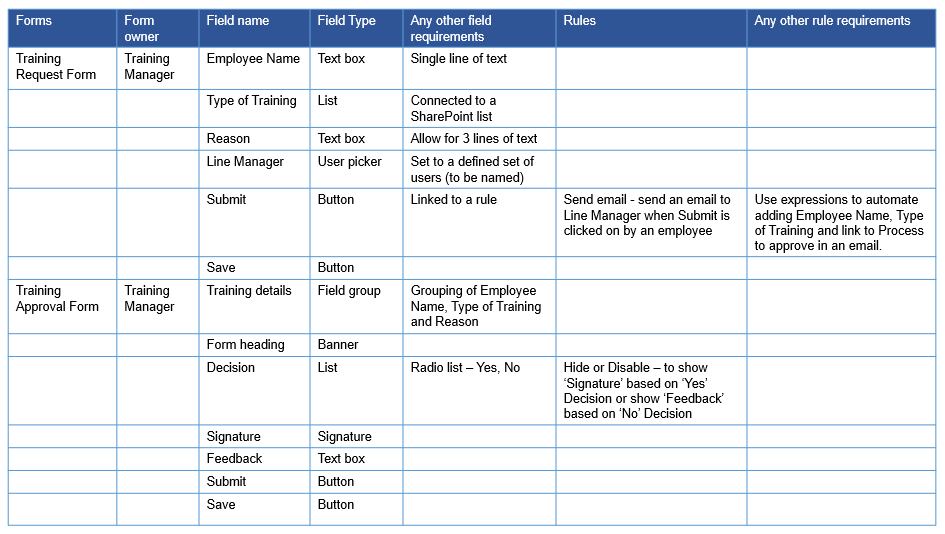 Forms Form owner Field name Field Type Any other field requirements Rules Any other rule requirements
Training Request Form Training Manager Employee Name Text box Single line of text
Type of Training List Connected to a SharePoint list
Reason Text box Allow for 3 lines of text
Line Manager User picker Set to a defined set of users (to be named)
Submit Button Linked to a rule Send email - send an email to Line Manager when Submit is clicked on by an employee Use expressions to automate adding Employee Name, Type of Training and link to Process to approve in an email.
Save Button
Training Approval Form Training Manager Training details Field group Grouping of Employee Name, Type of Training and Reason
Form heading Banner
Decision List Radio list – Yes, No Hide or Disable – to show ‘Signature’ based on ‘Yes’ Decision or show ‘Feedback’ based on ‘No’ Decision
Signature Signature
Feedback Text box
Submit Button
Save Button